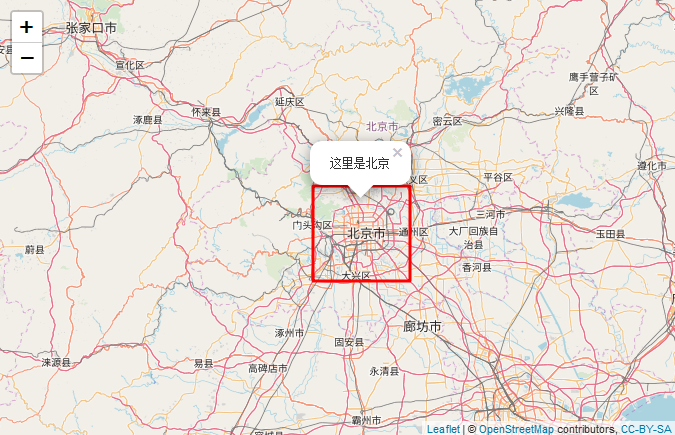 +
−
张家口市
宣化区
怀来县
涿鹿县
延庆区
北京市
密云区
鹰手营子矿
区
兴隆县
×
这里是北京
义区
平谷区
遵化市
门头沟区
北京市
通州区
三河市
大厂回族自
治县
玉田县
蔚县
香河县
大兴区
廊坊市
涿州市
固安县
涞源县
易县
高碑店市
永清县
霸州市
Leaflet | © OpenStreetMap contributors, CC-BY-SA